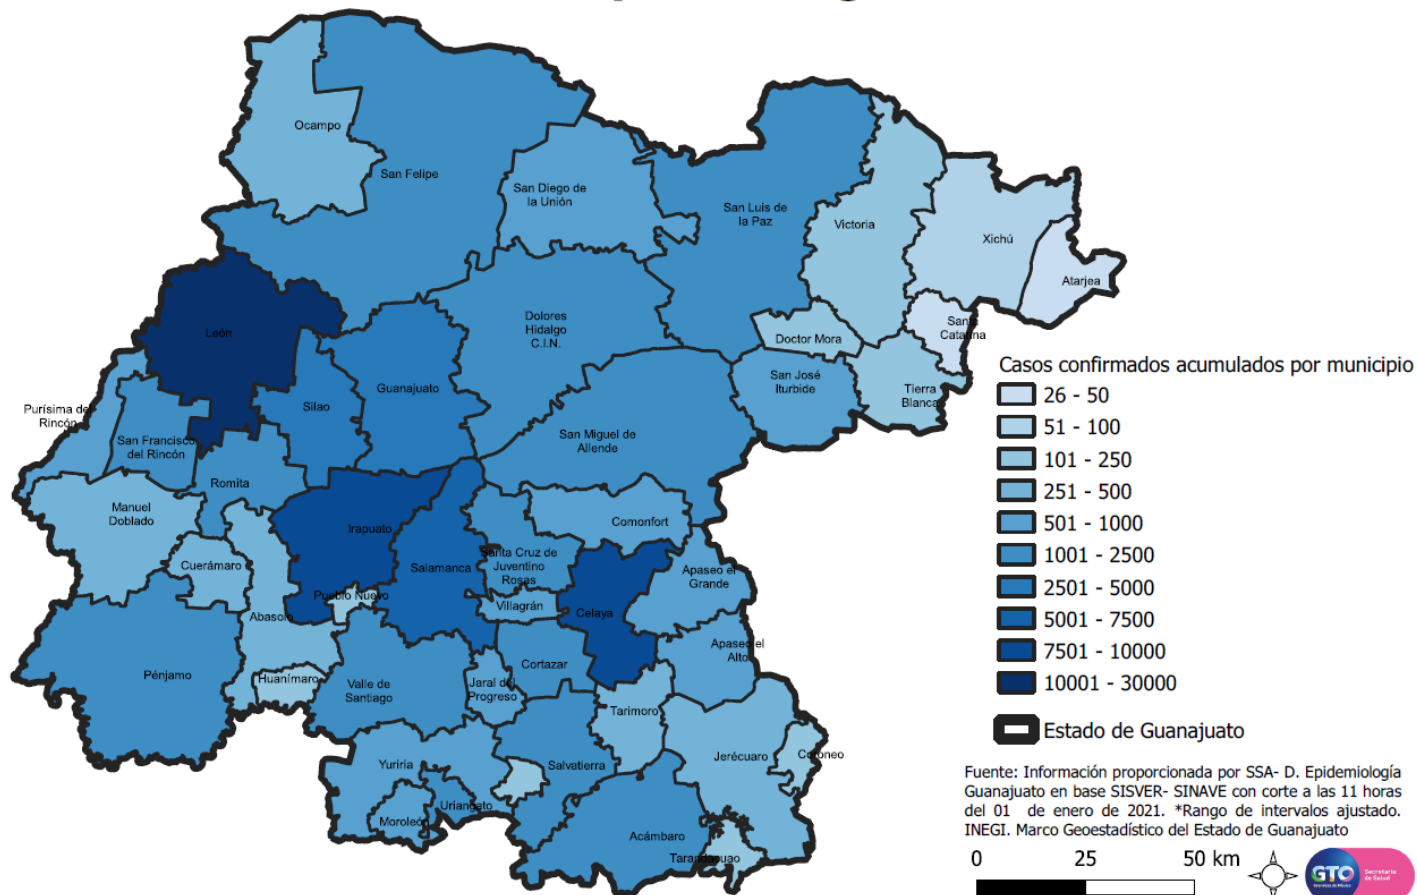 Ocampo
San Felipe
San Diego de
la Unión
San Luis de
la Paz
Victoria
Xichú
Atarjea
León
Dolores
Hidalgo
C.I.N.
Doctor Mora
Santa
Catarina
Guanajuato
Silao
San José
Iturbide
Tierra
Blanca
Purísima del
Rincón
San Francisco
del Rincón
San Miguel de
Allende
Romita
Manuel
Doblado
Irapuato
Comonfort
Cuerámaro
Salamanca
Santa Cruz de
Juventino
Rosas
Apaseo el
Grande
Pueblo Nuevo
Villagrán
Celaya
Abasolo
Apaseo el
Alto
Pénjamo
Huanímaro
Valle de
Santiago
Jaral del
Progreso
Cortazar
Tarimoro
Jerécuaro
Coroneo
Yuriria
Salvatierra
Uriangato
Moroleón
Acámbaro
Tarandacuao
Casos confirmados acumulados por municipio
26 - 50
51 - 100
101 - 250
251 - 500
501 - 1000
1001 - 2500
2501 - 5000
5001 - 7500
7501 - 10000
10001 - 30000
Estado de Guanajuato
Fuente: Información proporcionada por SSA- D. Epidemiología
Guanajuato en base SISVER- SINAVE con corte a las 11 horas
del 01 de enero de 2021. *Rango de intervalos ajustado.
INEGI. Marco Geoestadístico del Estado de Guanajuato
0 25 50 km
GTO
Secretaría
de Salud